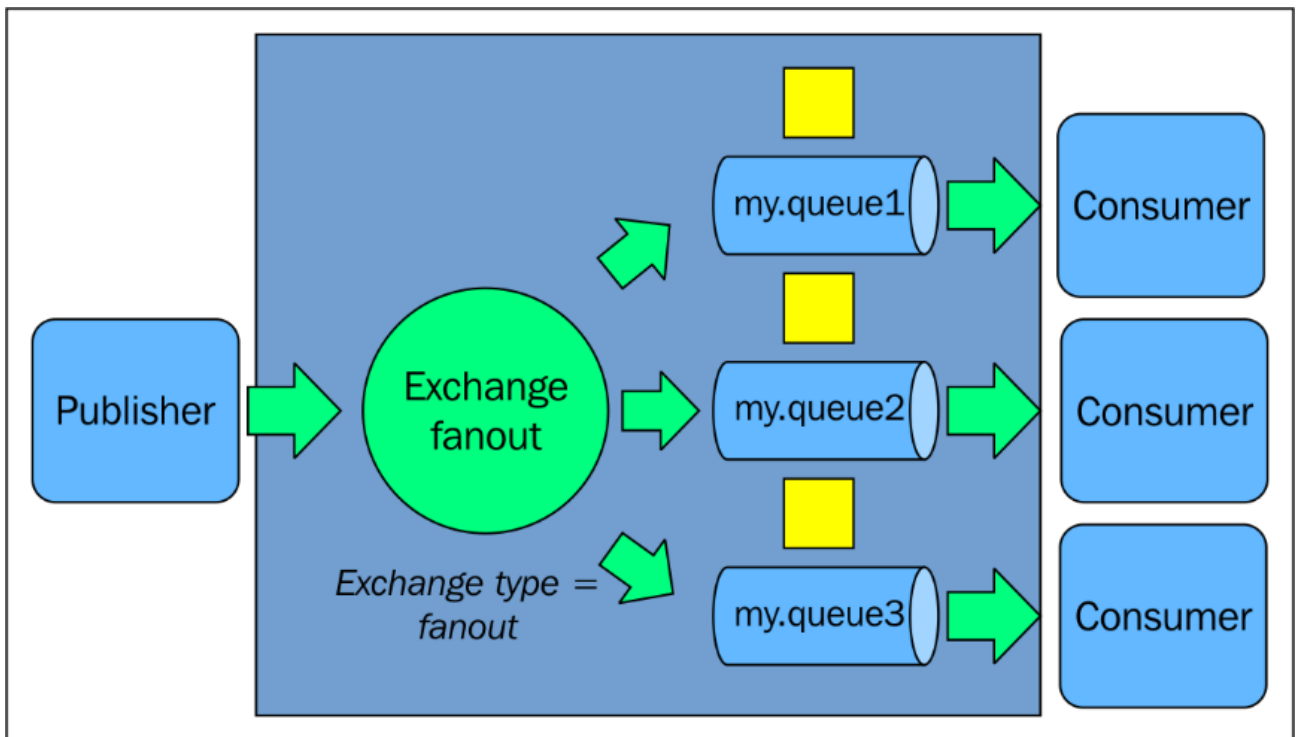 my.queue1
Consumer
Publisher
Exchange
fanout
my.queue2
Consumer
Exchange type =
fanout
my.queue3
Consumer